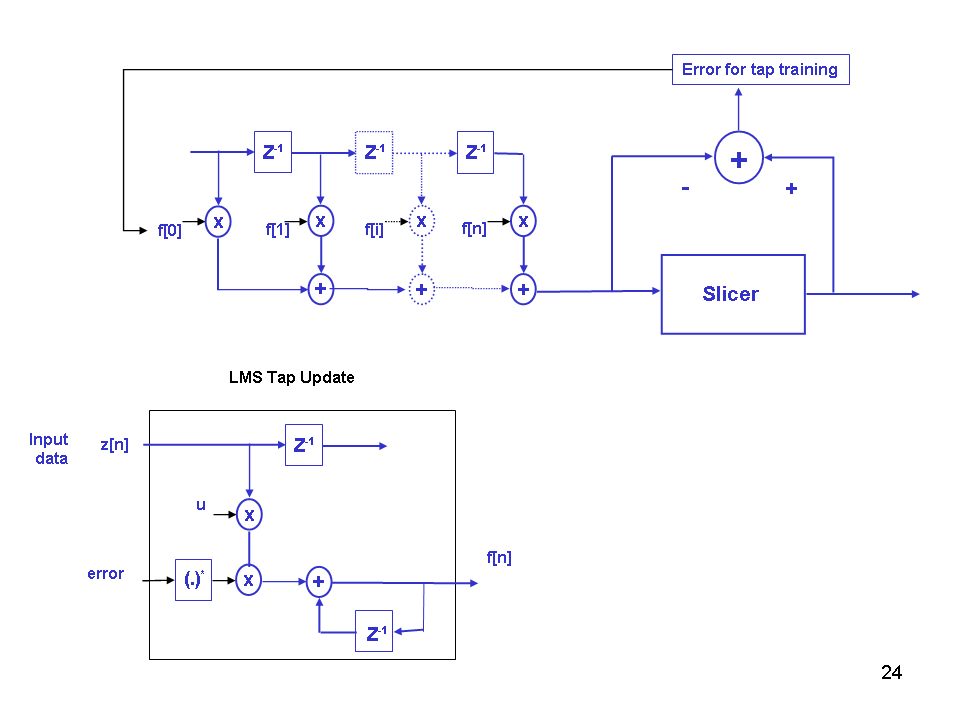 Error for tap training
Z-1 Z-1 Z-1
+
- +
f[0] x f[1] x f[i] x f[n] x
+ + +
Slicer
LMS Tap Update
Input data z[n] Z-1
u x
f[n]
error (.)* x +
Z-1
24